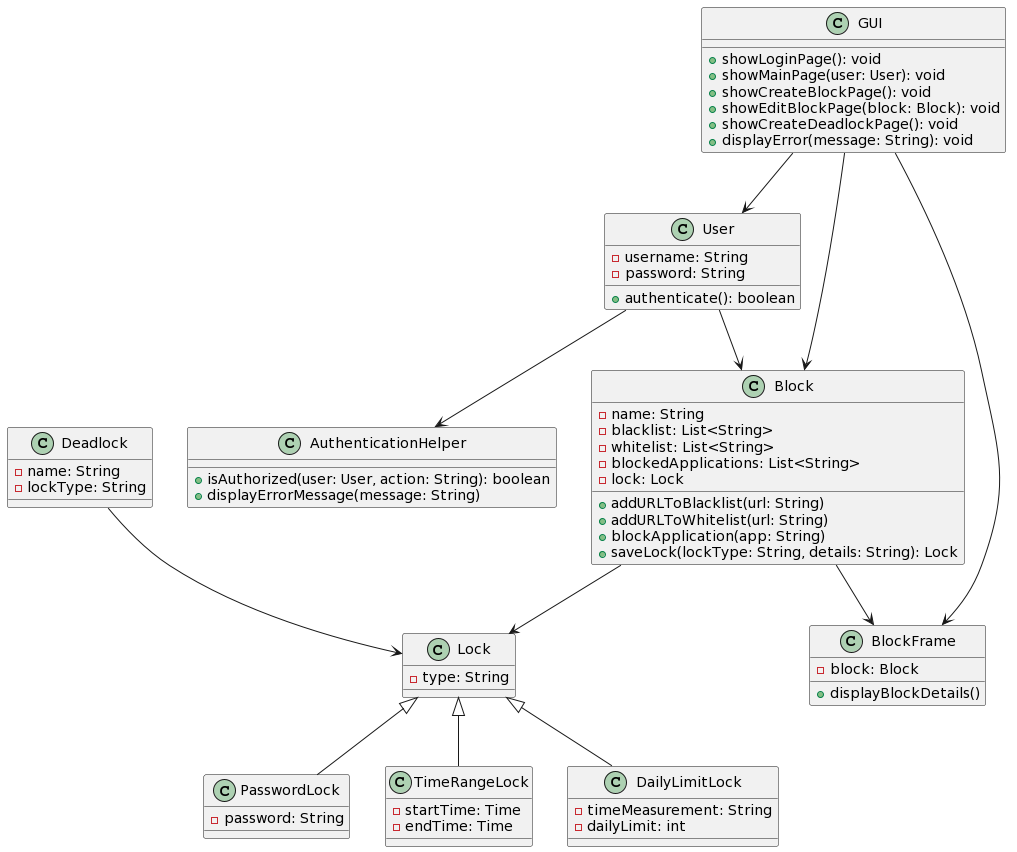 C GUI
showLoginPage(): void
showMainPage(user: User): void
showCreateBlockPage(): void
showEditBlockPage(block: Block): void
showCreateDeadlockPage(): void
displayError(message: String): void
C User
username: String
password: String
authenticate(): boolean
C Deadlock
name: String
lockType: String
C AuthenticationHelper
isAuthorized(user: User, action: String): boolean
displayErrorMessage(message: String)
C Block
name: String
blacklist: List<String>
whitelist: List<String>
blockedApplications: List<String>
lock: Lock
addURLToBlacklist(url: String)
addURLToWhitelist(url: String)
blockApplication(app: String)
saveLock(lockType: String, details: String): Lock
C Lock
type: String
C BlockFrame
block: Block
displayBlockDetails()
C PasswordLock
password: String
C TimeRangeLock
startTime: Time
endTime: Time
C DailyLimitLock
timeMeasurement: String
dailyLimit: int